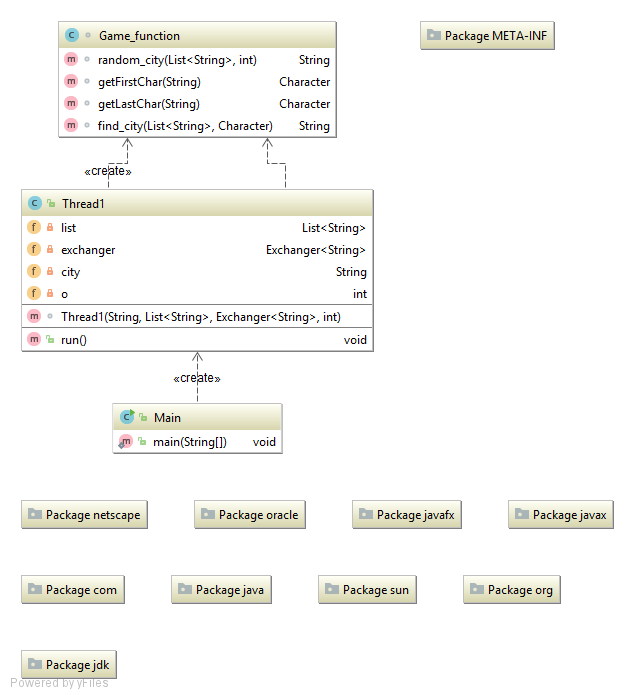 Game_function
Package META-INF
random_city(List<String>, int) String
getFirstChar(String) Character
getLastChar(String) Character
find_city(List<String>, Character) String
«create»
Thread1
list List<String>
exchanger Exchanger<String>
city String
o int
Thread1(String, List<String>, Exchanger<String>, int)
run() void
«create»
Main
main(String[]) void
Package netscape Package oracle Package javafx Package javax
Package com Package java Package sun Package org
Package jdk
Powered by yFiles